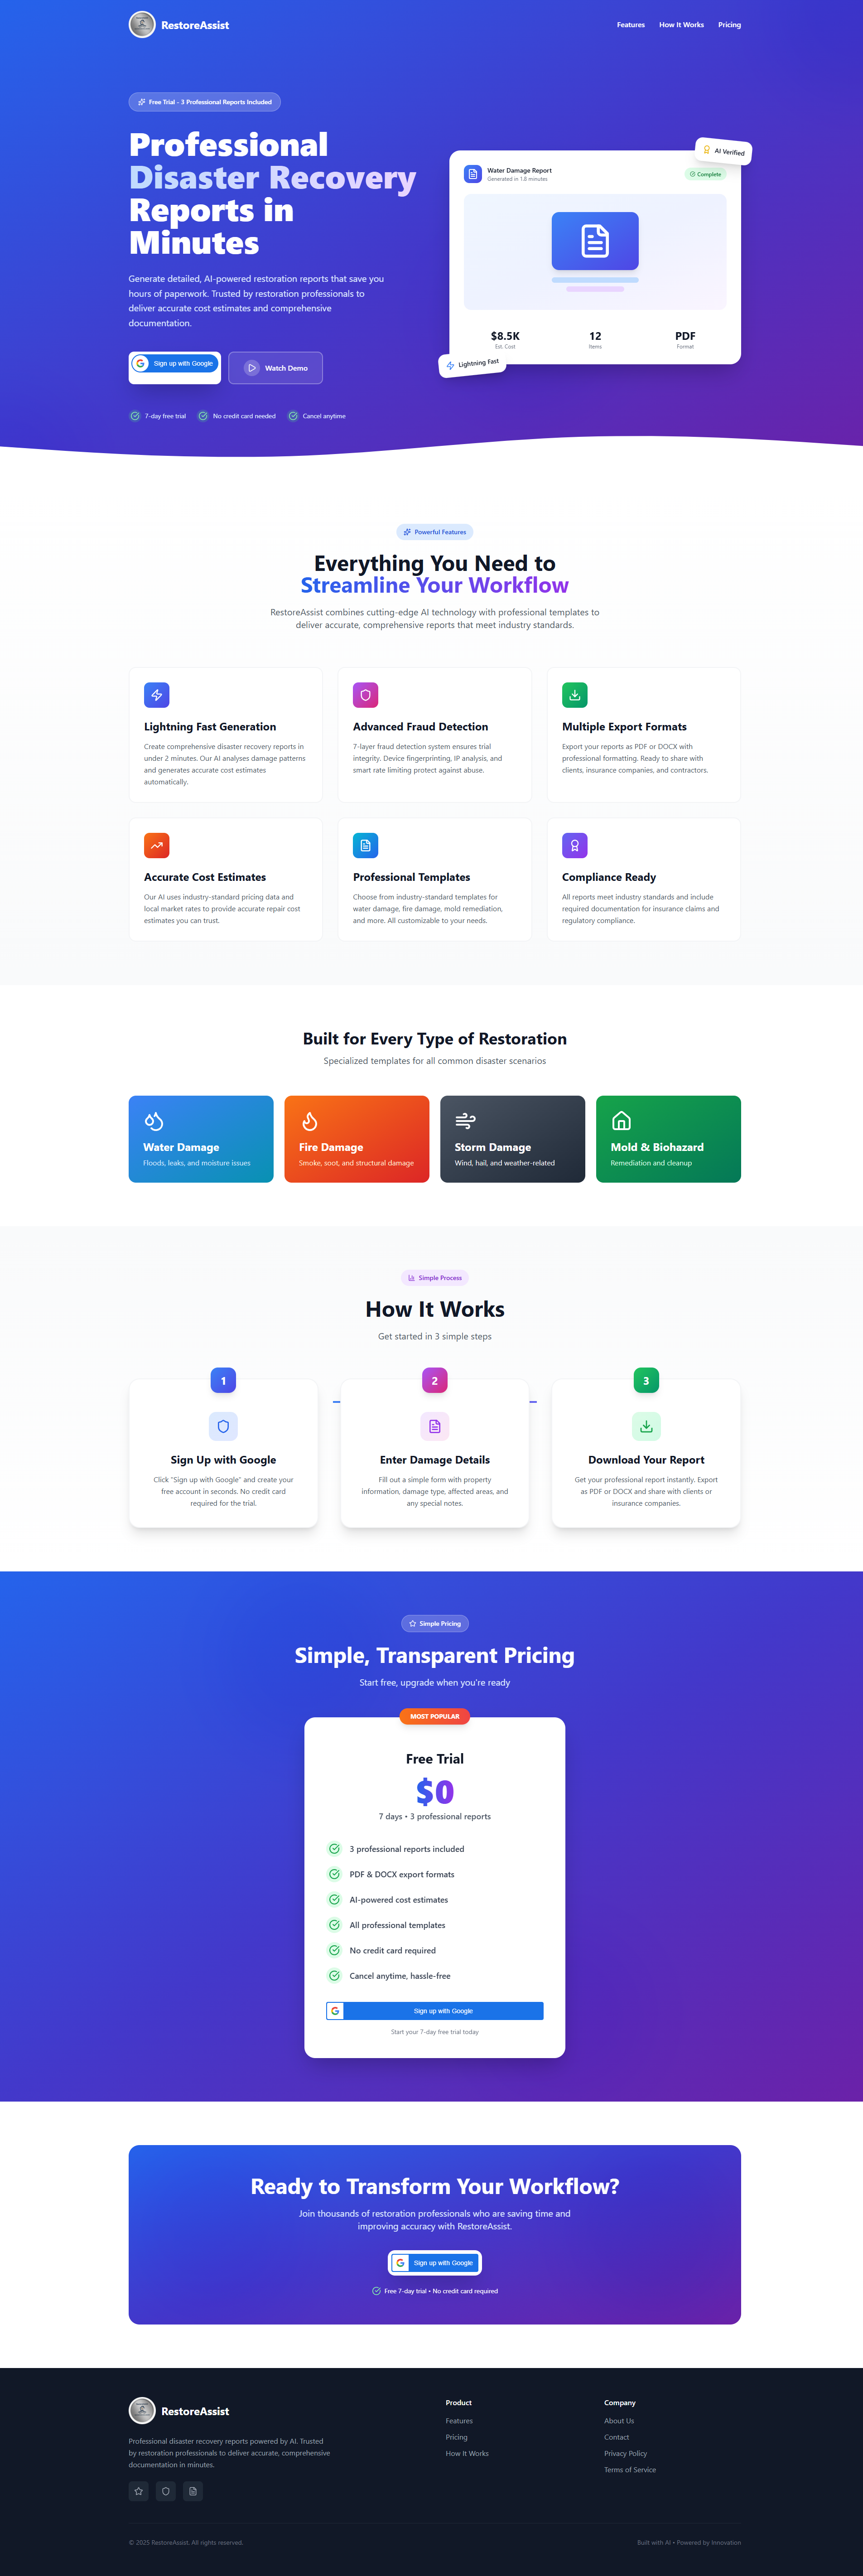 RestoreAssist
Features
How It Works
Pricing
Free Trial - 3 Professional Reports Included
Professional
Disaster Recovery
Reports in
Minutes
Generate detailed, AI-powered restoration reports that save you
hours of paperwork. Trusted by restoration professionals to
deliver accurate cost estimates and comprehensive
documentation.
Sign up with Google
Watch Demo
7-day free trial
No credit card needed
Cancel anytime
AI Verified
Water Damage Report
Generated in 1.8 minutes
Complete
$8.5K
Est. Cost
12
Items
PDF
Format
Lightning Fast
Powerful Features
Everything You Need to
Streamline Your Workflow
RestoreAssist combines cutting-edge AI technology with professional templates to
deliver accurate, comprehensive reports that meet industry standards.
Lightning Fast Generation
Create comprehensive disaster recovery reports in
under 2 minutes. Our AI analyses damage patterns
and generates accurate cost estimates
automatically.
Advanced Fraud Detection
7-layer fraud detection system ensures trial
integrity. Device fingerprinting, IP analysis, and
smart rate limiting protect against abuse.
Multiple Export Formats
Export your reports as PDF or DOCX with
professional formatting. Ready to share with
clients, insurance companies, and contractors.
Accurate Cost Estimates
Our AI uses industry-standard pricing data and
local market rates to provide accurate repair cost
estimates you can trust.
Professional Templates
Choose from industry-standard templates for
water damage, fire damage, mold remediation,
and more. All customizable to your needs.
Compliance Ready
All reports meet industry standards and include
required documentation for insurance claims and
regulatory compliance.
Built for Every Type of Restoration
Specialized templates for all common disaster scenarios
Water Damage
Floods, leaks, and moisture issues
Fire Damage
Smoke, soot, and structural damage
Storm Damage
Wind, hail, and weather-related
Mold & Biohazard
Remediation and cleanup
Simple Process
How It Works
Get started in 3 simple steps
1
Sign Up with Google
Click "Sign up with Google" and create your
free account in seconds. No credit card
required for the trial.
2
Enter Damage Details
Fill out a simple form with property
information, damage type, affected areas, and
any special notes.
3
Download Your Report
Get your professional report instantly. Export
as PDF or DOCX and share with clients or
insurance companies.
Simple Pricing
Simple, Transparent Pricing
Start free, upgrade when you're ready
MOST POPULAR
Free Trial
$0
7 days • 3 professional reports
3 professional reports included
PDF & DOCX export formats
AI-powered cost estimates
All professional templates
No credit card required
Cancel anytime, hassle-free
Sign up with Google
Start your 7-day free trial today
Ready to Transform Your Workflow?
Join thousands of restoration professionals who are saving time and
improving accuracy with RestoreAssist.
Sign up with Google
Free 7-day trial • No credit card required
RestoreAssist
Professional disaster recovery reports powered by AI. Trusted
by restoration professionals to deliver accurate, comprehensive
documentation in minutes.
Product
Features
Pricing
How It Works
Company
About Us
Contact
Privacy Policy
Terms of Service
© 2025 RestoreAssist. All rights reserved.
Built with AI • Powered by Innovation